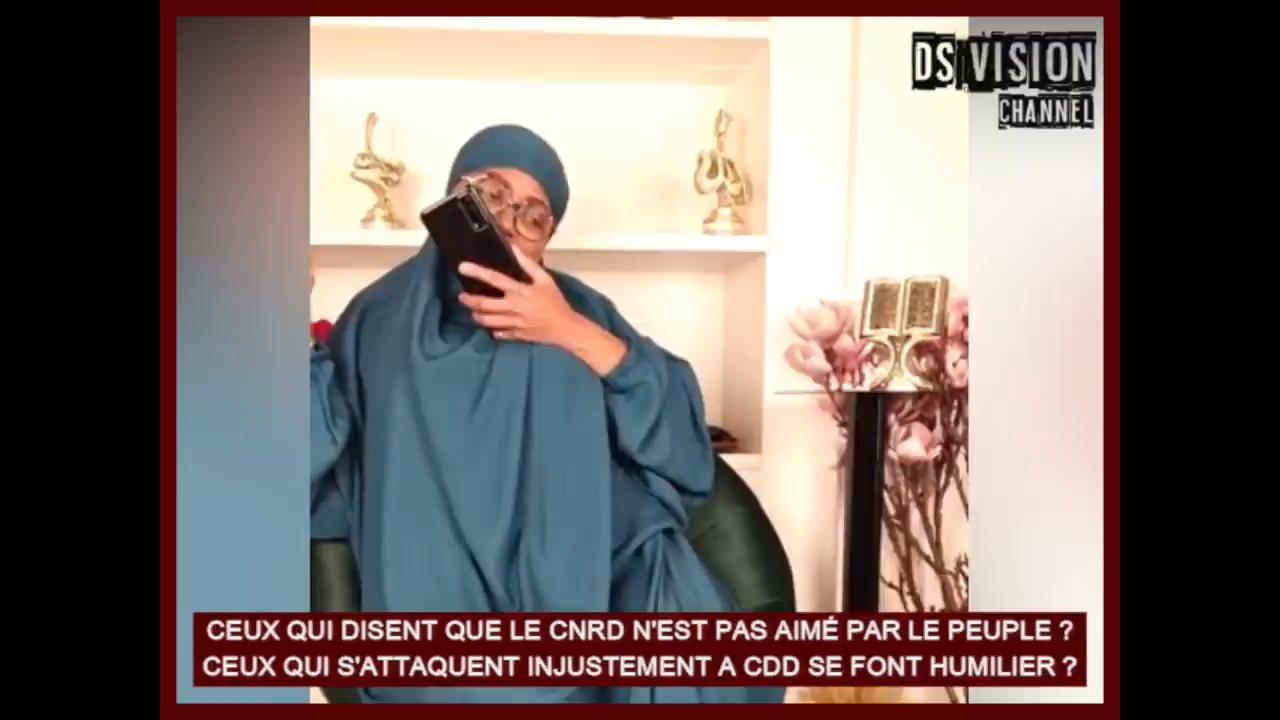 DS VISION
CHANNEL
CEUX QUI DISENT QUE LE CNRD N'EST PAS AIMÉ PAR LE PEUPLE ?
CEUX QUI S'ATTAQUENT INJUSTEMENT A CDD SE FONT HUMILIER ?